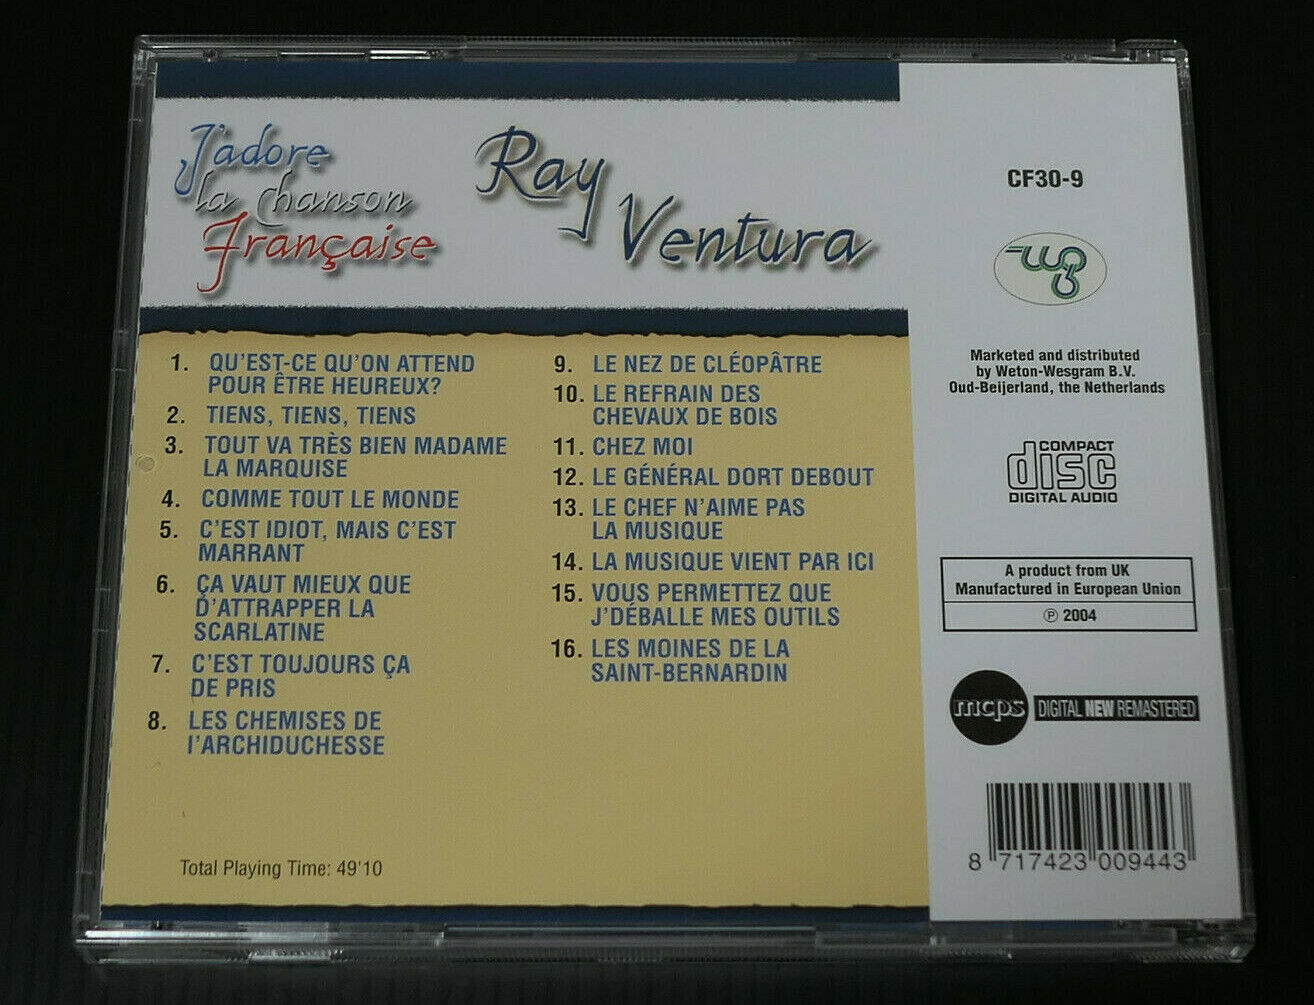 J'adore
la chanson
Française
Ray
Ventura
1. QU'EST-CE QU'ON ATTEND
POUR ÊTRE HEUREUX?
2. TIENS, TIENS, TIENS
3. TOUT VA TRÈS BIEN MADAME
LA MARQUISE
4. COMME TOUT LE MONDE
5. C'EST IDIOT, MAIS C'EST
MARRANT
6. ÇA VAUT MIEUX QUE
D'ATTRAPPER LA
SCARLATINE
7. C'EST TOUJOURS ÇA
DE PRIS
8. LES CHEMISES DE
l'ARCHIDUCHESSE
9. LE NEZ DE CLÉOPÂTRE
10. LE REFRAIN DES
CHEVAUX DE BOIS
11. CHEZ MOI
12. LE GÉNÉRAL DORT DEBOUT
13. LE CHEF N'AIME PAS
LA MUSIQUE
14. LA MUSIQUE VIENT PAR ICI
15. VOUS PERMETTEZ QUE
J'DÉBALLE MES OUTILS
16. LES MOINES DE LA
SAINT-BERNARDIN
Total Playing Time: 49'10
CF30-9
wg
Marketed and distributed
by Weton-Wesgram B.V.
Oud-Beijerland, the Netherlands
COMPACT
disc
DIGITAL AUDIO
A product from UK
Manufactured in European Union
℗ 2004
mcps DIGITAL NEW REMASTERED
8 717423 009443